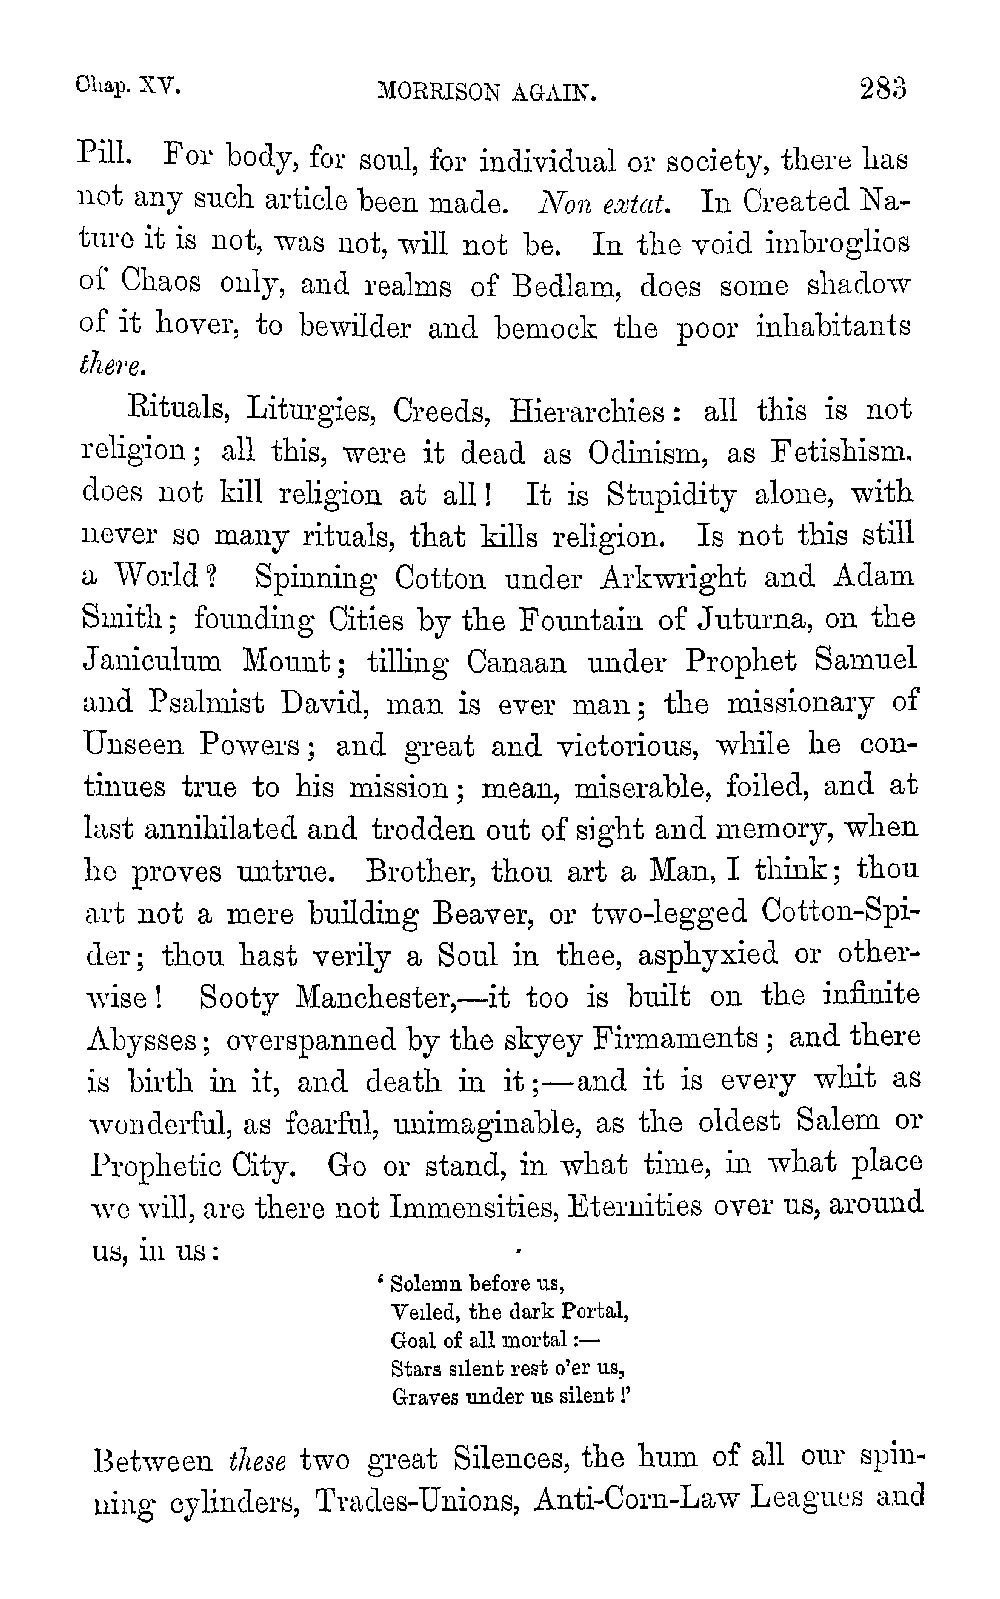 Chap. XV. MORRISON AGAIN. 283
Pill. For body, for soul, for individual or society, there has
not any such article been made. Non extat. In Created Na-
ture it is not, was not, will not be. In the void imbroglios
of Chaos only, and realms of Bedlam, does some shadow
of it hover, to bewilder and bemock the poor inhabitants
there.
Rituals, Liturgies, Creeds, Hierarchies: all this is not
religion; all this, were it dead as Odinism, as Fetishism,
does not kill religion at all! It is Stupidity alone, with
never so many rituals, that kills religion. Is not this still
a World? Spinning Cotton under Arkwright and Adam
Smith; founding Cities by the Fountain of Juturna, on the
Janiculum Mount; tilling Canaan under Prophet Samuel
and Psalmist David, man is ever man; the missionary of
Unseen Powers; and great and victorious, while he con-
tinues true to his mission; mean, miserable, foiled, and at
last annihilated and trodden out of sight and memory, when
he proves untrue. Brother, thou art a Man, I think; thou
art not a mere building Beaver, or two-legged Cotton-Spi-
der; thou hast verily a Soul in thee, asphyxied or other-
wise! Sooty Manchester,—it too is built on the infinite
Abysses; overspanned by the skyey Firmaments; and there
is birth in it, and death in it;—and it is every whit as
wonderful, as fearful, unimaginable, as the oldest Salem or
Prophetic City. Go or stand, in what time, in what place
we will, are there not Immensities, Eternities over us, around
us, in us:
‘Solemn before us,
Veiled, the dark Portal,
Goal of all mortal:—
Stars silent rest o’er us,
Graves under us silent!’
Between these two great Silences, the hum of all our spin-
ning cylinders, Trades-Unions, Anti-Corn-Law Leagues and